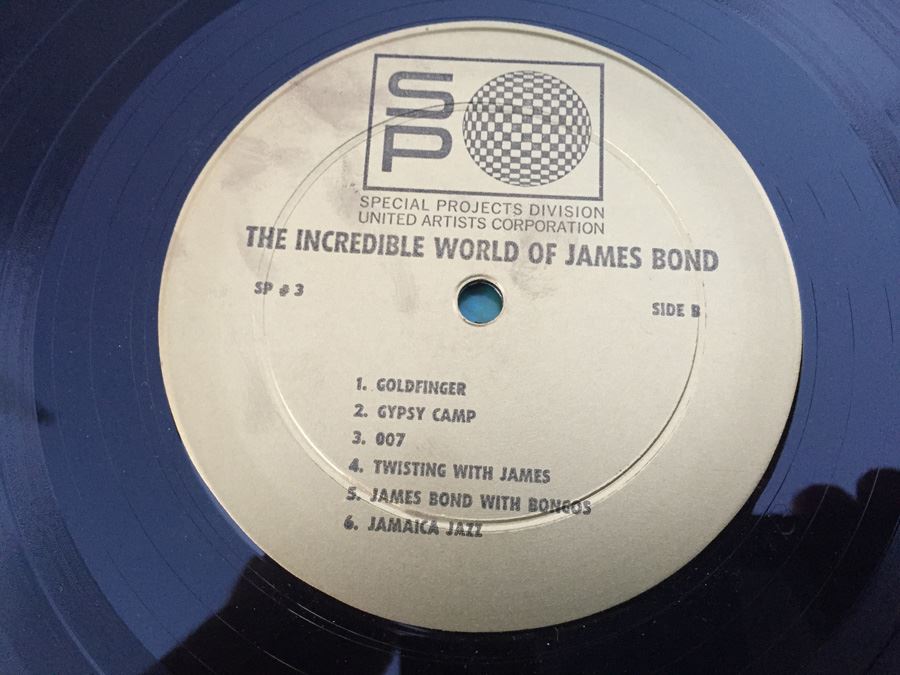 SP
SPECIAL PROJECTS DIVISION
UNITED ARTISTS CORPORATION
THE INCREDIBLE WORLD OF JAMES BOND
SP # 3
SIDE B
1. GOLDFINGER
2. GYPSY CAMP
3. 007
4. TWISTING WITH JAMES
5. JAMES BOND WITH BONGOS
6. JAMAICA JAZZ